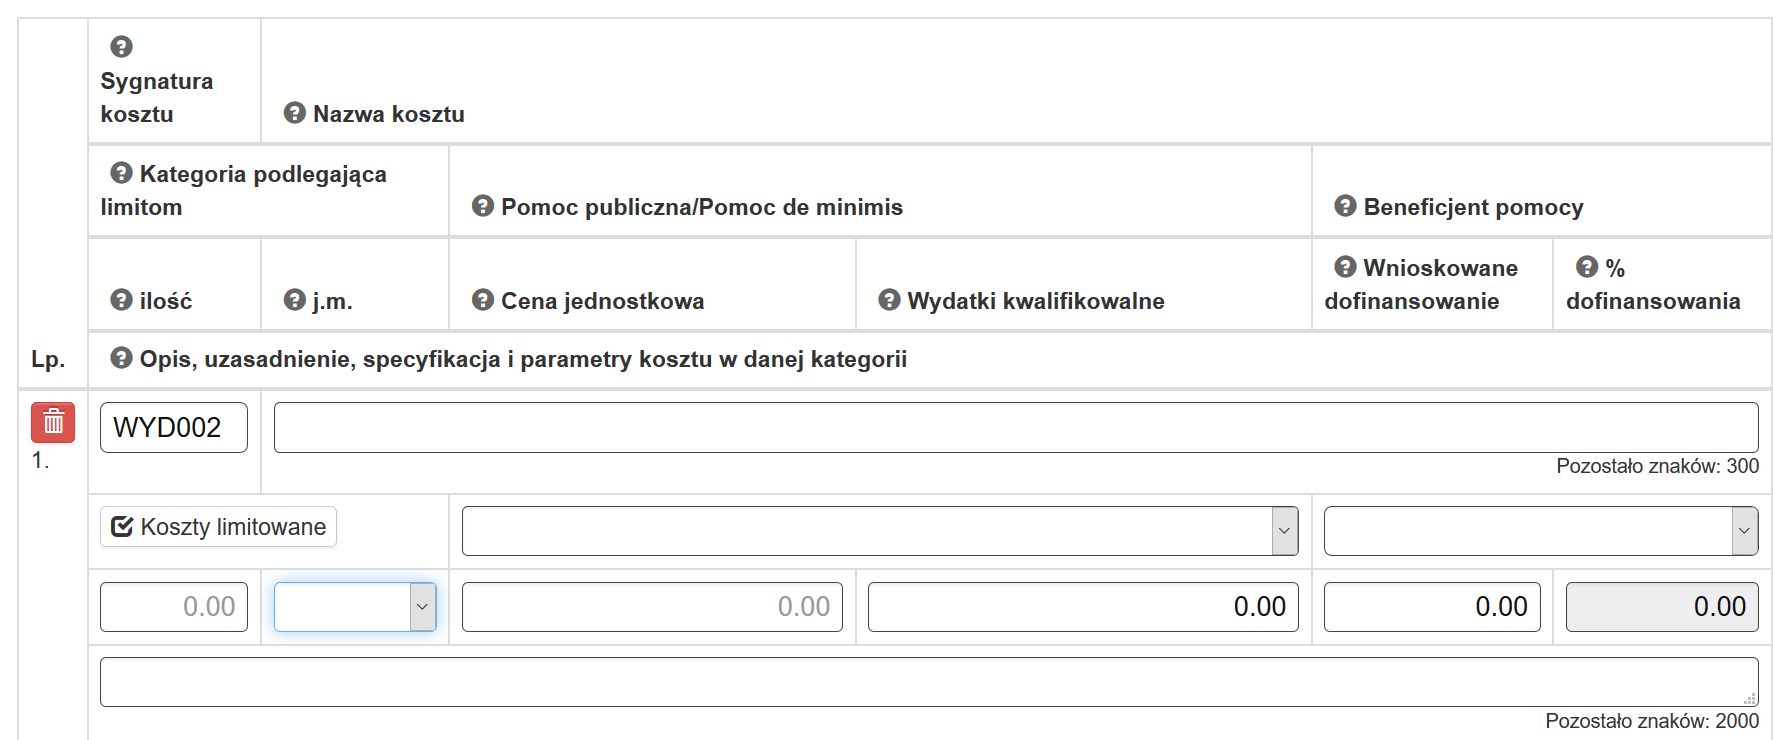 Sygnatura
kosztu
Nazwa kosztu
Kategoria podlegająca
limitom
Pomoc publiczna/Pomoc de minimis
Beneficjent pomocy
ilość
j.m.
Cena jednostkowa
Wydatki kwalifikowalne
Wnioskowane
dofinansowanie
%
dofinansowania
Lp.
Opis, uzasadnienie, specyfikacja i parametry kosztu w danej kategorii
1.
WYD002
Pozostało znaków: 300
Koszty limitowane
0.00
0.00
0.00
0.00
0.00
Pozostało znaków: 2000